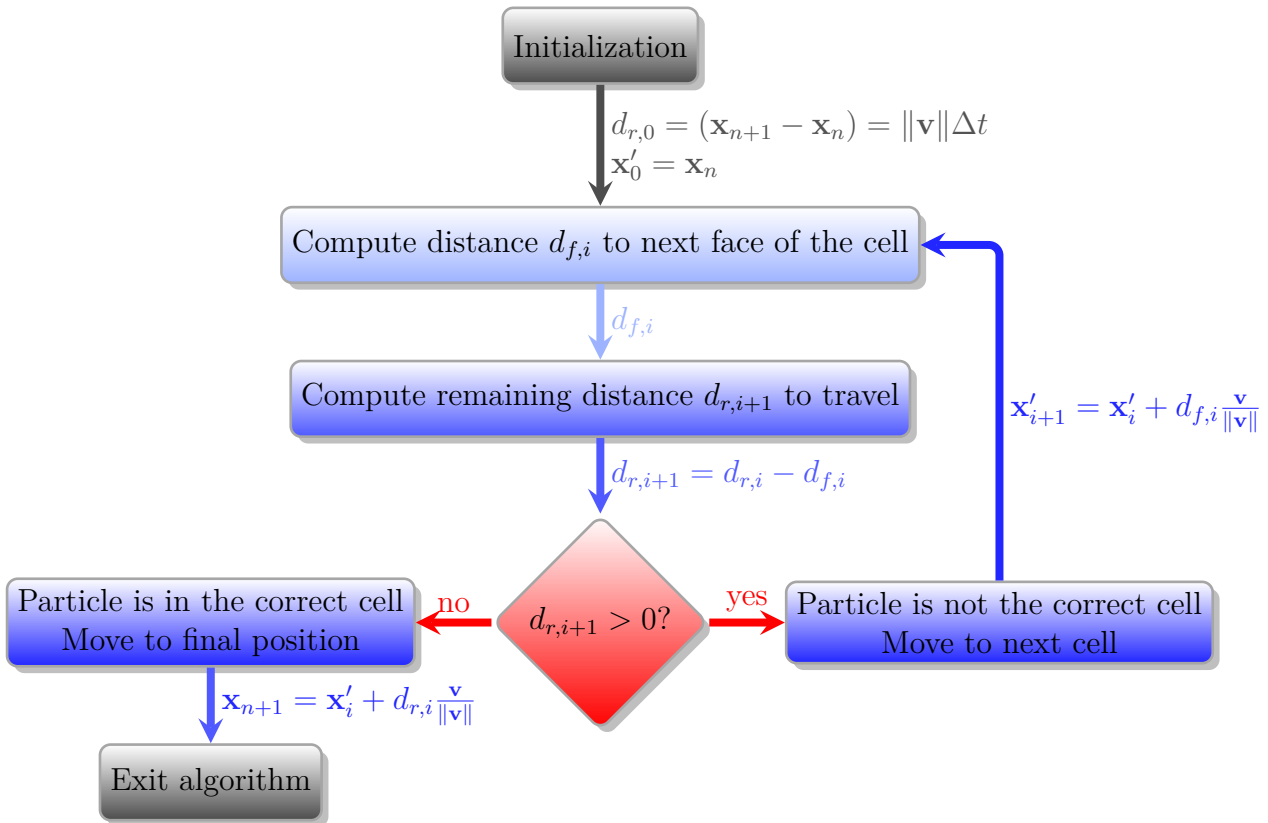 Initialization
d_{r,0} = (𝐱_{n+1} − 𝐱_n) = ‖𝐯‖Δt
𝐱′_0 = 𝐱_n
Compute distance d_{f,i} to next face of the cell
d_{f,i}
Compute remaining distance d_{r,i+1} to travel
𝐱′_{i+1} = 𝐱′_i + d_{f,i} 𝐯/‖𝐯‖
d_{r,i+1} = d_{r,i} − d_{f,i}
Particle is in the correct cell
Move to final position
no
d_{r,i+1} > 0?
yes
Particle is not the correct cell
Move to next cell
𝐱_{n+1} = 𝐱′_i + d_{r,i} 𝐯/‖𝐯‖
Exit algorithm